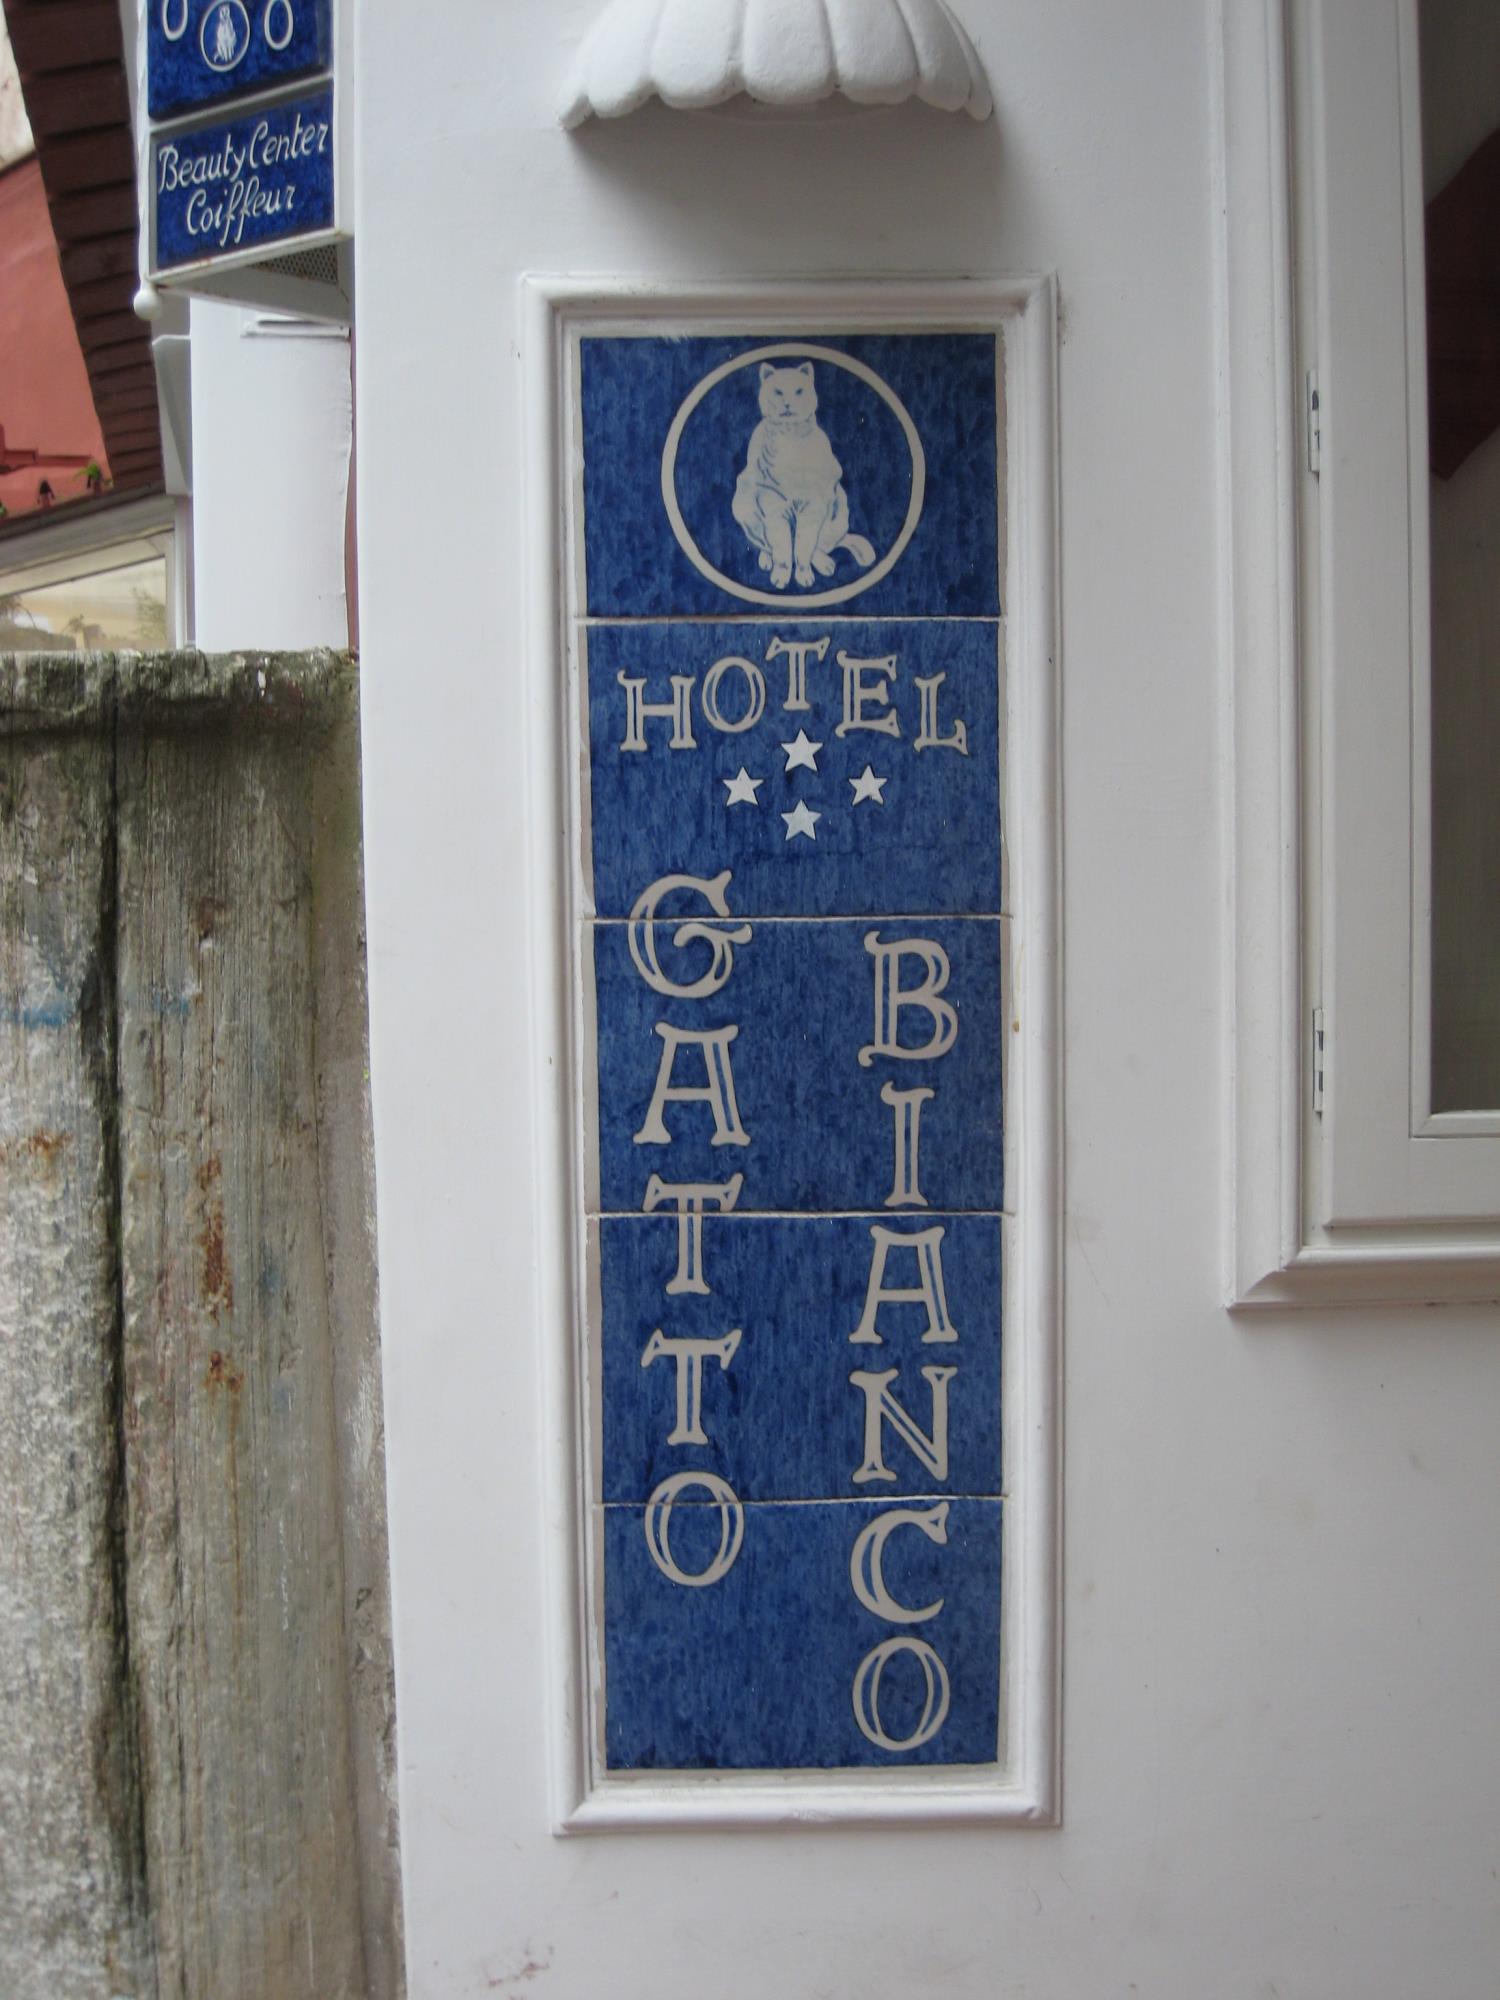 Beauty Center
Coiffeur
HOTEL
GATTO
BIANCO